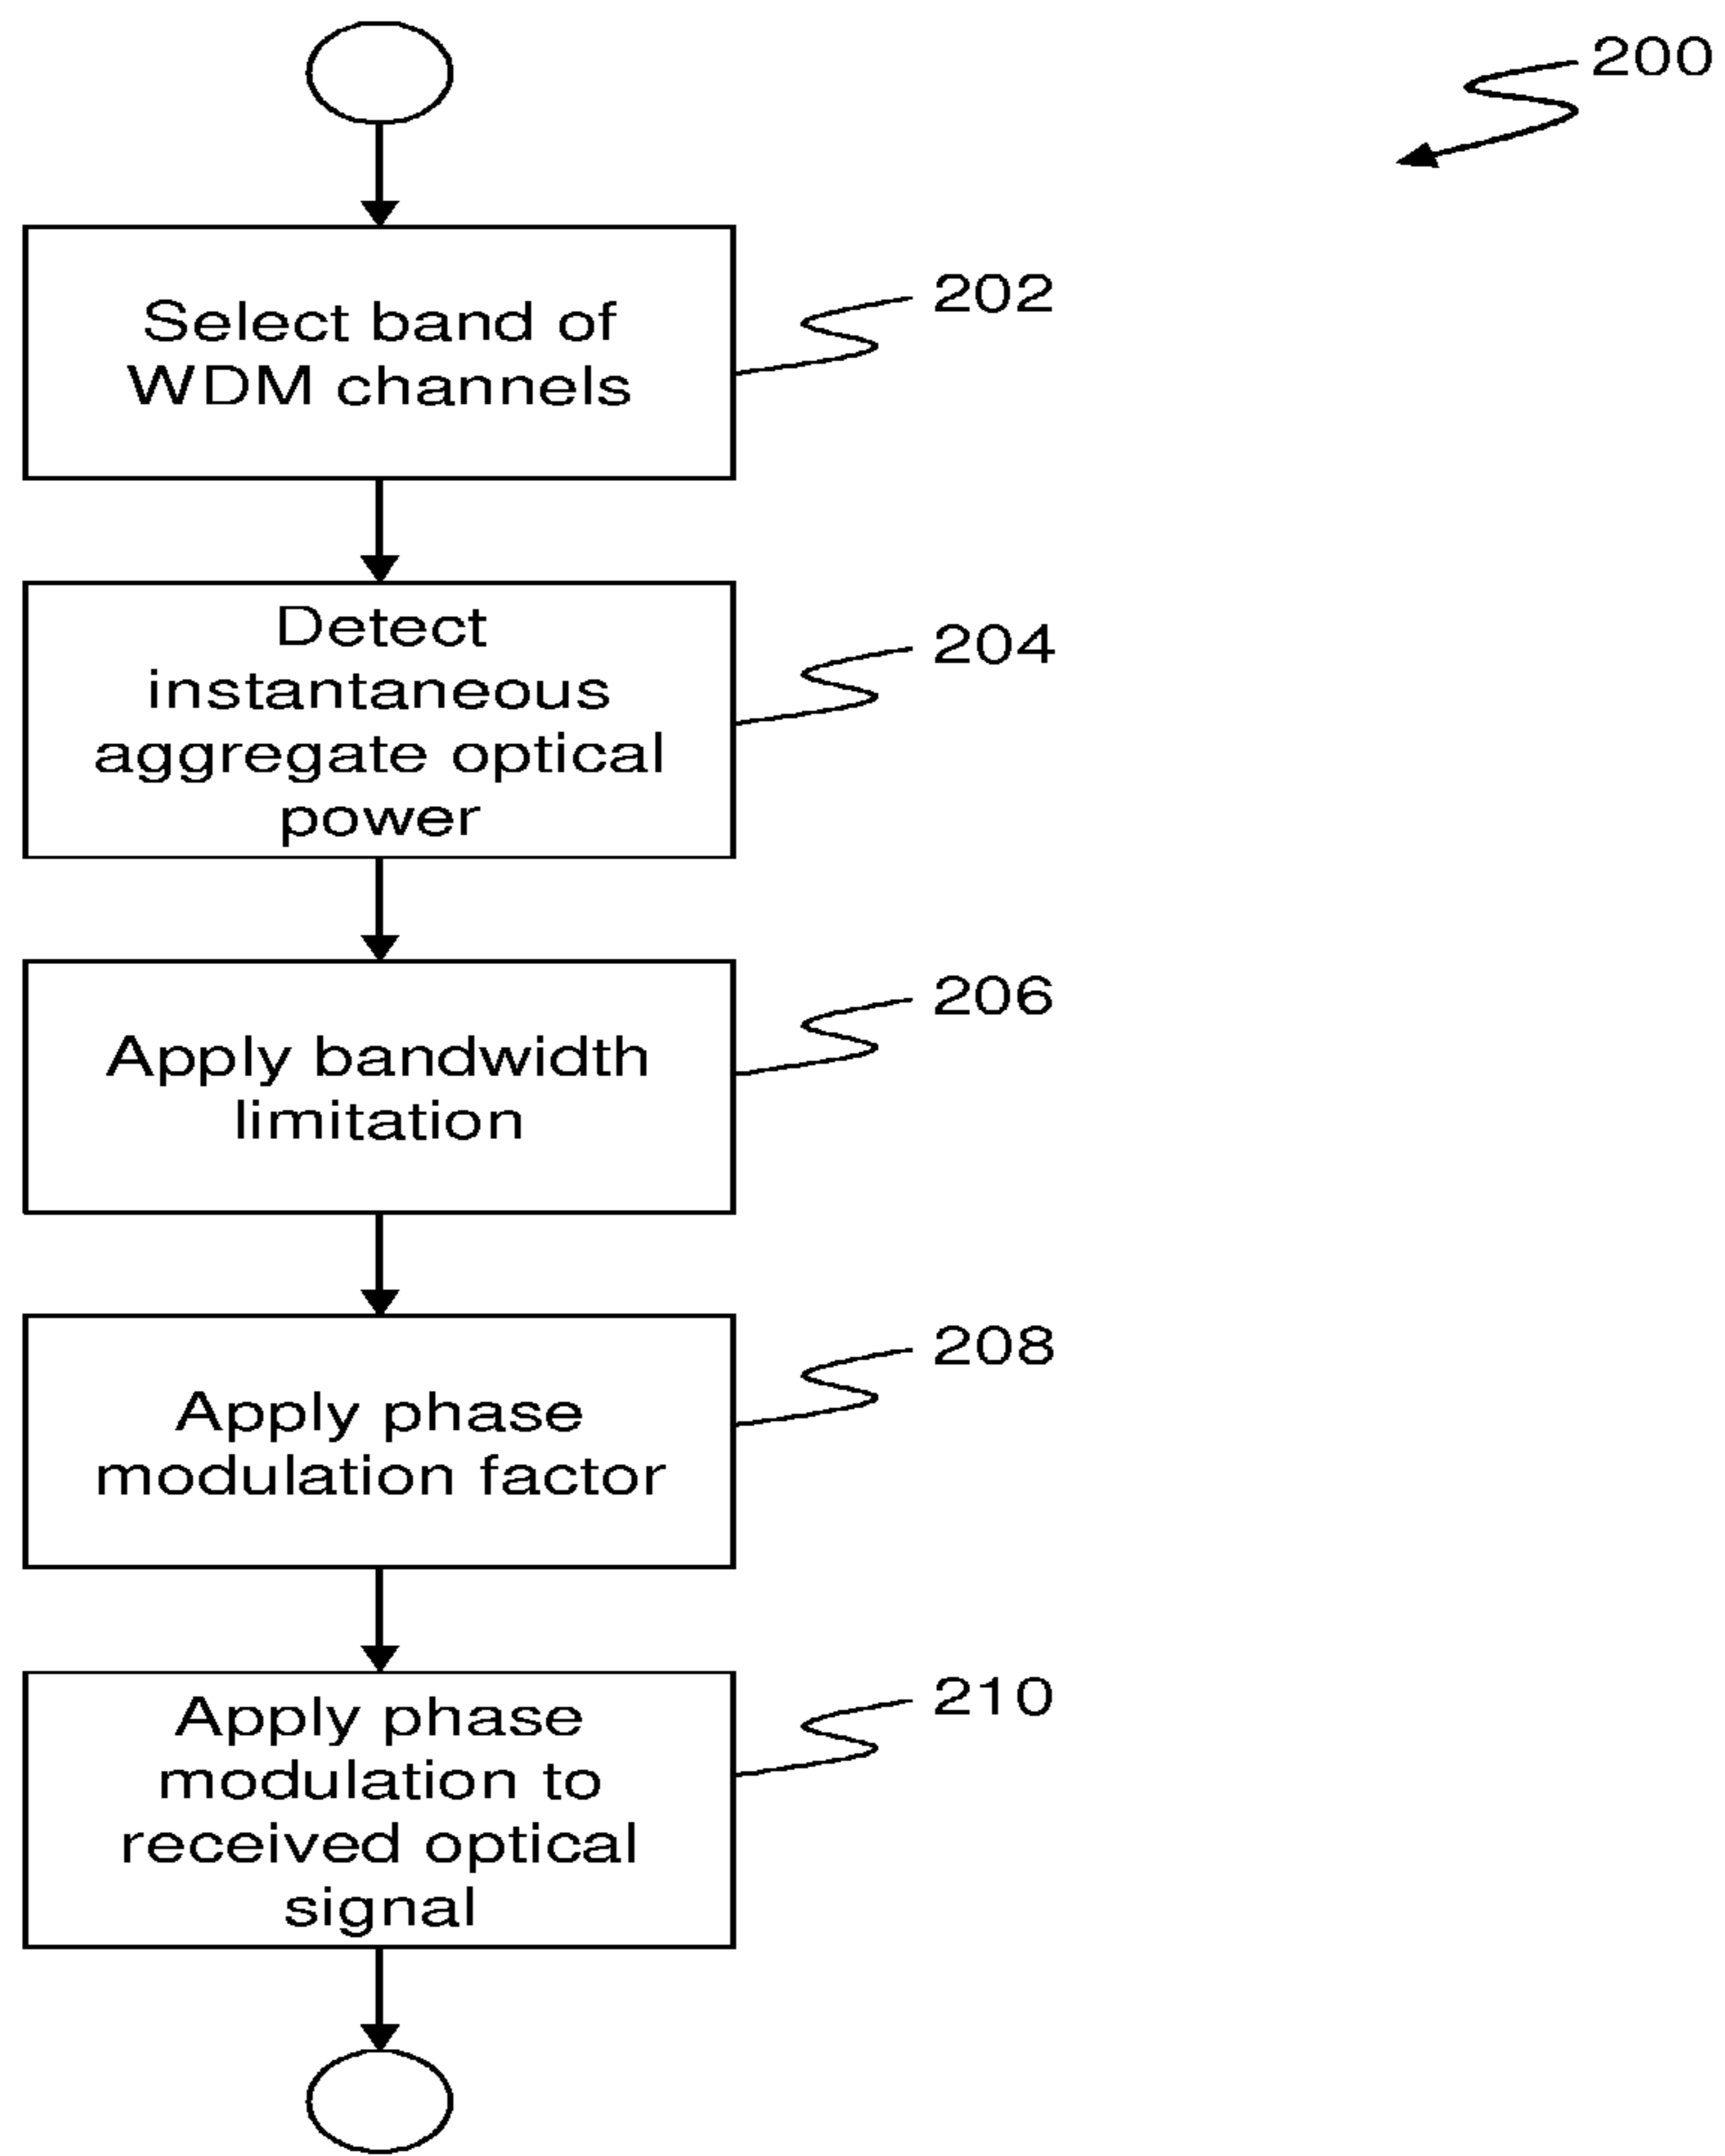 200
Select band of
WDM channels
202
Detect
instantaneous
aggregate optical
power
204
Apply bandwidth
limitation
206
Apply phase
modulation factor
208
Apply phase
modulation to
received optical
signal
210